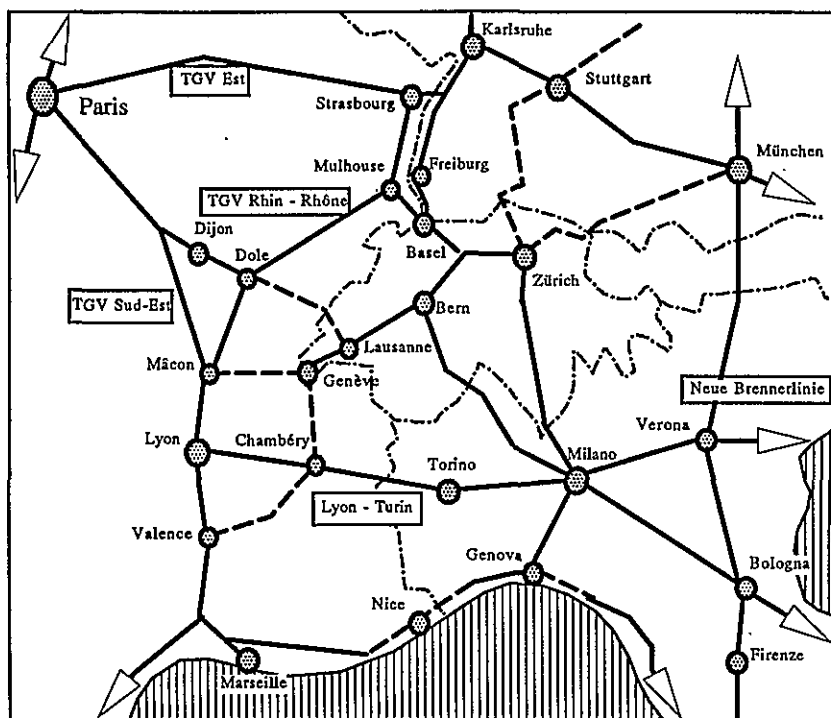 Karlsruhe
TGV Est
Stuttgart
Paris
Strasbourg
München
Mulhouse
Freiburg
TGV Rhin - Rhône
Dijon
Dole
Basel
Zürich
TGV Sud-Est
Bern
Lausanne
Mâcon
Genève
Neue Brennerlinie
Verona
Lyon
Chambéry
Torino
Milano
Lyon - Turin
Valence
Genova
Bologna
Nice
Firenze
Marseille